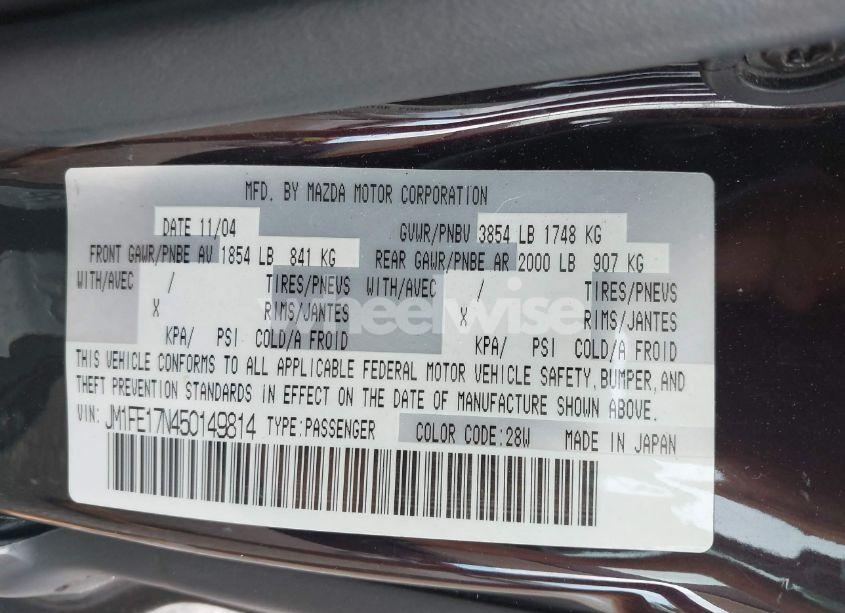 MFD. BY MAZDA MOTOR CORPORATION
DATE 11/04 GVWR/PNBV 3854 LB 1748 KG
FRONT GAWR/PNBE AV 1854 LB 841 KG REAR GAWR/PNBE AR 2000 LB 907 KG
WITH/AVEC / TIRES/PNEUS WITH/AVEC / TIRES/PNEUS
X RIMS/JANTES X RIMS/JANTES
KPA/ PSI COLD/A FROID KPA/ PSI COLD/A FROID
wheelwise
THIS VEHICLE CONFORMS TO ALL APPLICABLE FEDERAL MOTOR VEHICLE SAFETY, BUMPER, AND
THEFT PREVENTION STANDARDS IN EFFECT ON THE DATE OF MANUFACTURE SHOWN ABOVE.
VIN: JM1FE17N450149814 TYPE:PASSENGER COLOR CODE:28W MADE IN JAPAN